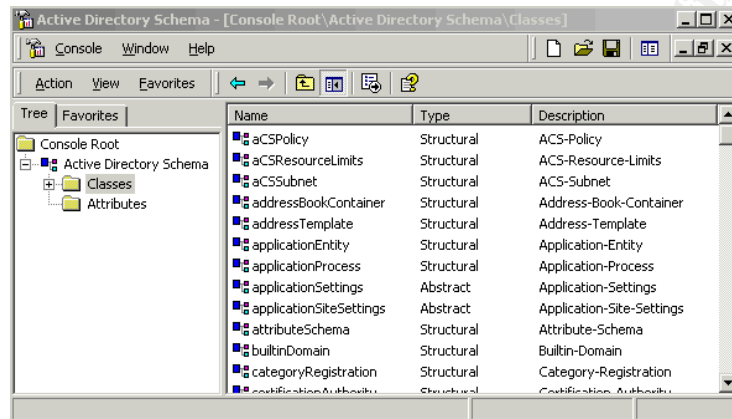 Active Directory Schema - [Console Root\Active Directory Schema\Classes]
Console Window Help
Action View Favorites
Tree Favorites
Console Root
Active Directory Schema
Classes
Attributes
Name Type Description
aCSPolicy Structural ACS-Policy
aCSResourceLimits Structural ACS-Resource-Limits
aCSSubnet Structural ACS-Subnet
addressBookContainer Structural Address-Book-Container
addressTemplate Structural Address-Template
applicationEntity Structural Application-Entity
applicationProcess Structural Application-Process
applicationSettings Abstract Application-Settings
applicationSiteSettings Abstract Application-Site-Settings
attributeSchema Structural Attribute-Schema
builtinDomain Structural Builtin-Domain
categoryRegistration Structural Category-Registration
certificationAuthority Structural Certification-Authority